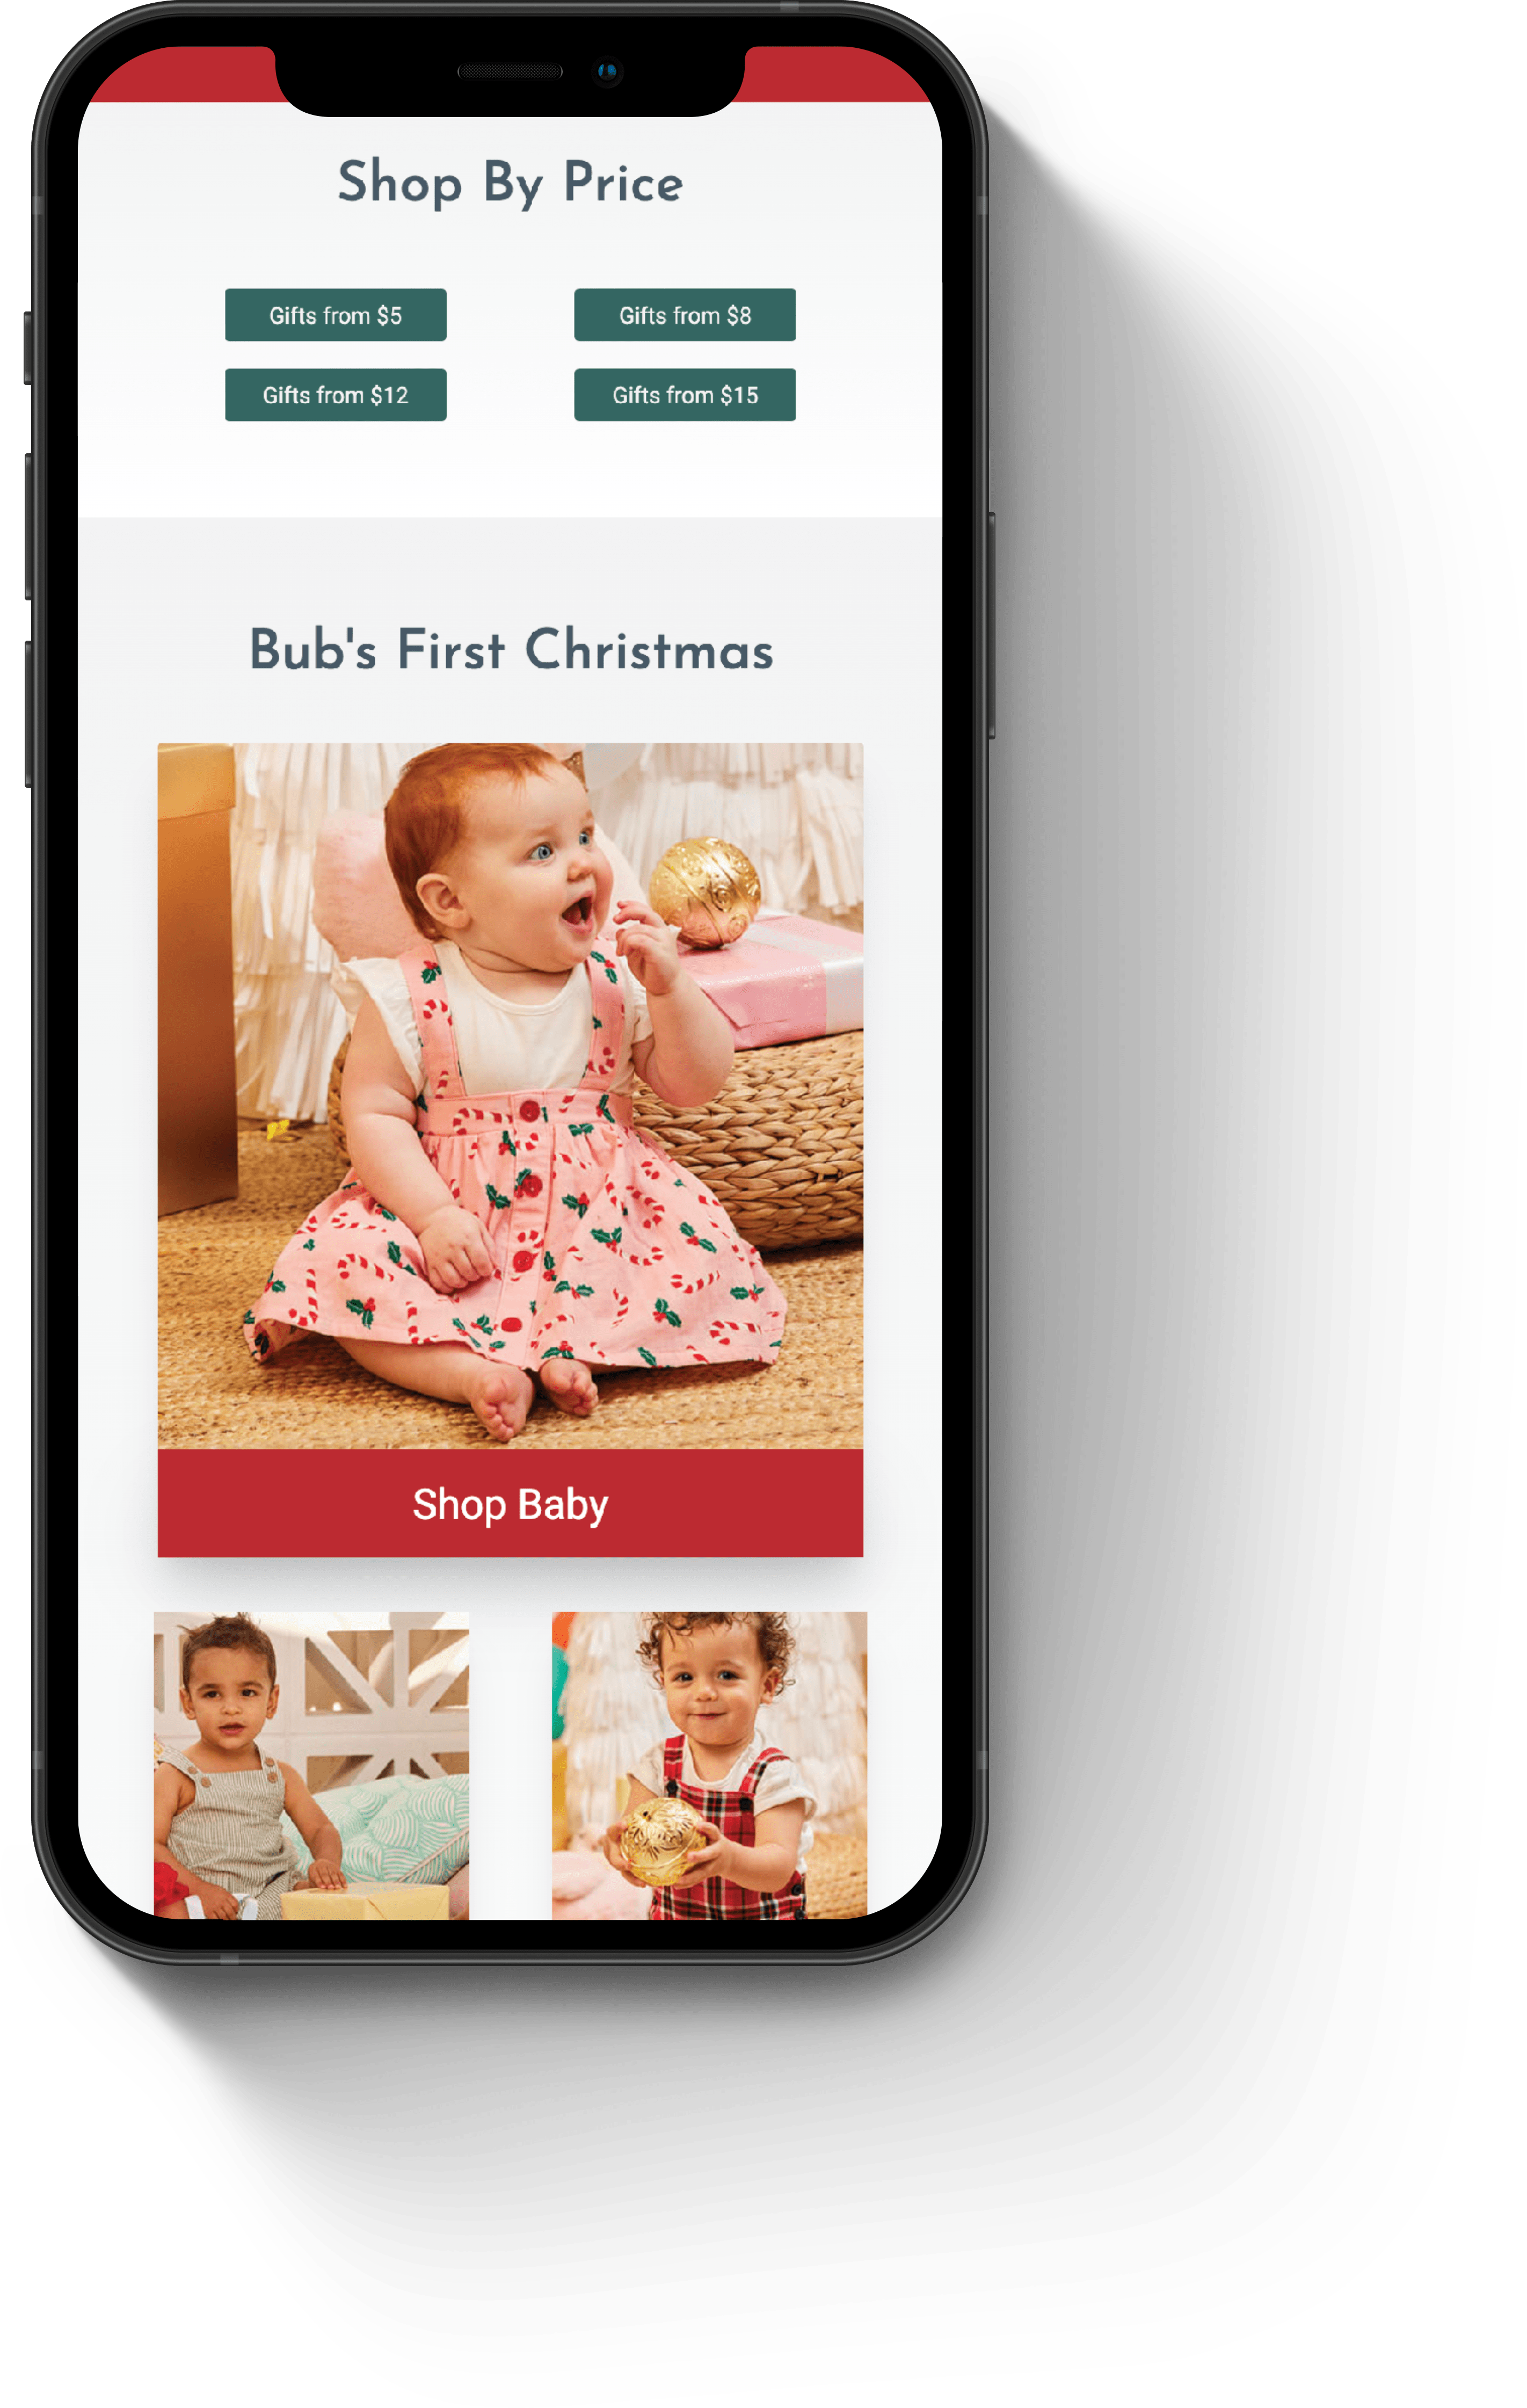 Shop By Price
Gifts from $5
Gifts from $8
Gifts from $12
Gifts from $15
Bub's First Christmas
Shop Baby